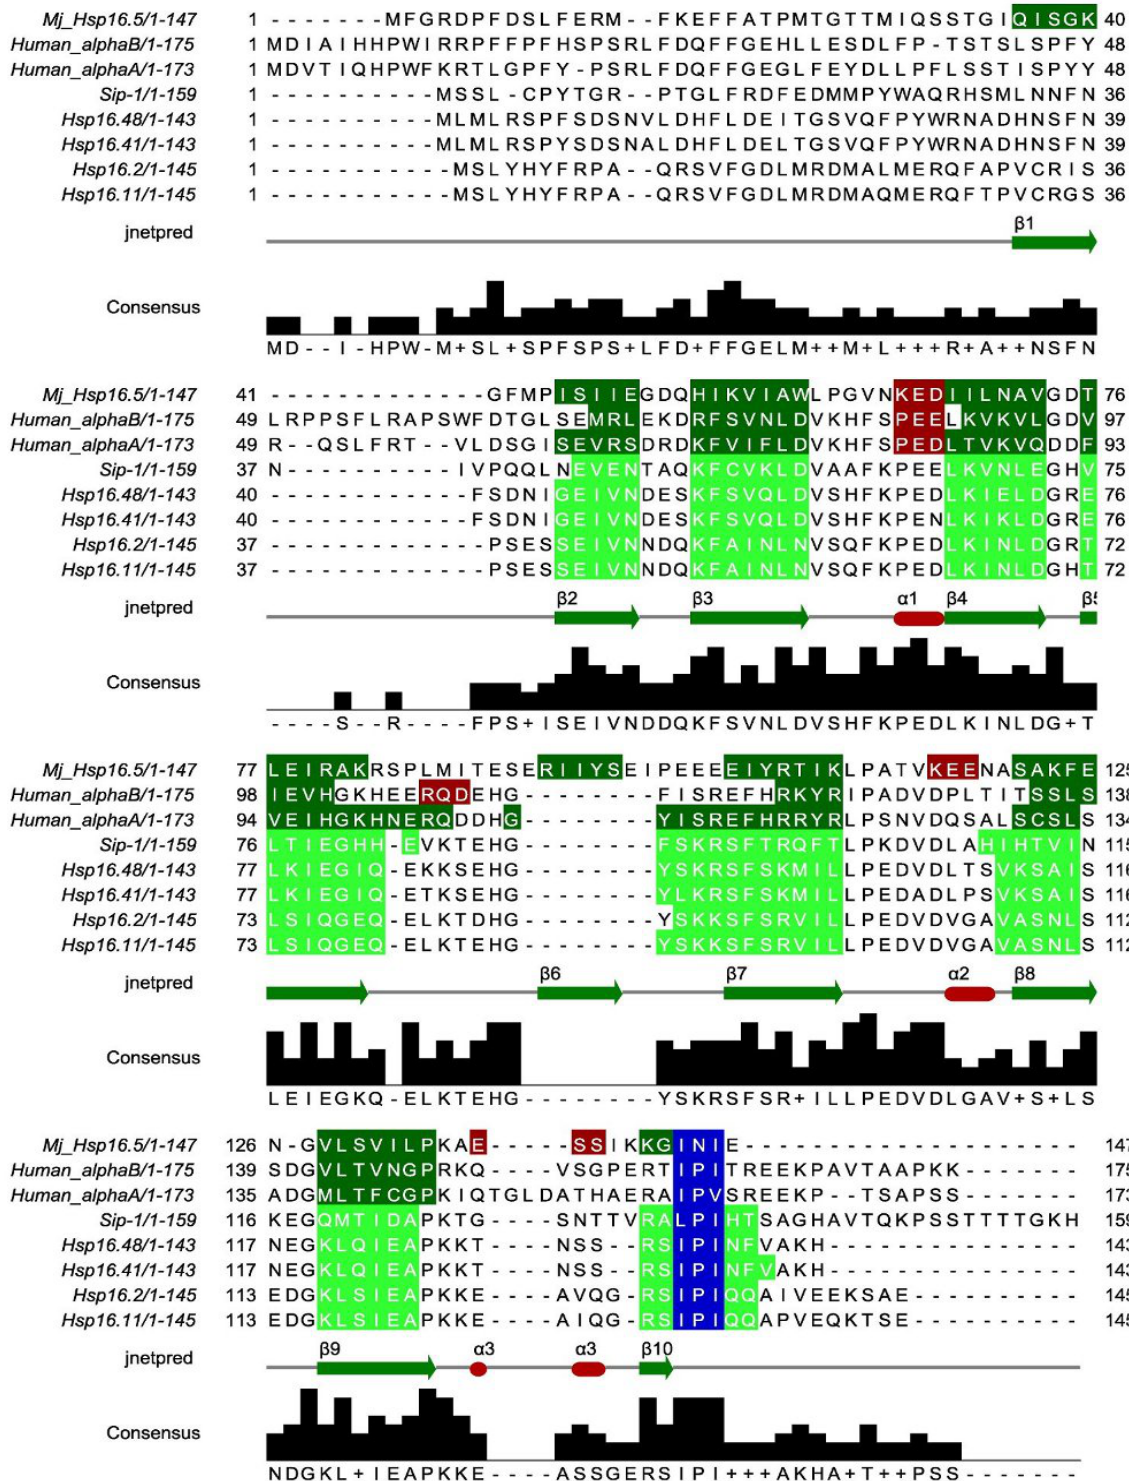 Mj_Hsp16.5/1-147 1 -------MFGRDPFDSLFERM--FKEFFATPMTGTTMIQSSTGIQISGK 40
Human_alphaB/1-175 1 MDIAIHHPWIRRPFFPFHSPSRLFDQFFGEHLLESDLFP-TSTSLSPFY 48
Human_alphaA/1-173 1 MDVTIQHPWFKRTLGPFY-PSRLFDQFFGEGLFEYDLLPFLSSTISPYY 48
Sip-1/1-159 1 ----------MSSL-CPYTGR--PTGLFRDFEDMMPYWAQRHSMLNNFN 36
Hsp16.48/1-143 1 ----------MLMLRSPFSDSNVLDHFLDEITGSVQFPYWRNADHNSFN 39
Hsp16.41/1-143 1 ----------MLMLRSPYSDSNALDHFLDELTGSVQFPYWRNADHNSFN 39
Hsp16.2/1-145 1 -----------MSLYHYFRPA--QRSVFGDLMRDMALMERQFAPVCRIS 36
Hsp16.11/1-145 1 -----------MSLYHYFRPA--QRSVFGDLMRDMAQMERQFTPVCRGS 36
jnetpred β1
Consensus
MD--I-HPW-M+SL+SPFSPS+LFD+FFGELM++M+L+++R+A++NSFN
Mj_Hsp16.5/1-147 41 -------------GFMPISIIEGDQHIKVIAWLPGVNKEDIILNAVGDT 76
Human_alphaB/1-175 49 LRPPSFLRAPSWFDTGLSEMRLEKDRFSVNLDVKHFSPEELKVKVLGDV 97
Human_alphaA/1-173 49 R--QSLFRT--VLDSGISEVRSDRDKFVIFLDVKHFSPEDLTVKVQDDF 93
Sip-1/1-159 37 N----------IVPQQLNEVENTAQKFCVKLDVAAFKPEELKVNLEGHV 75
Hsp16.48/1-143 40 ------------FSDNIGEIVNDESKFSVQLDVSHFKPEDLKIELDGRE 76
Hsp16.41/1-143 40 ------------FSDNIGEIVNDESKFSVQLDVSHFKPENLKIKLDGRE 76
Hsp16.2/1-145 37 -------------PSESSEIVNNDQKFAINLNVSQFKPEDLKINLDGRT 72
Hsp16.11/1-145 37 -------------PSESSEIVNNDQKFAINLNVSQFKPEDLKINLDGHT 72
jnetpred β2 β3 α1 β4 β5
Consensus
----S--R----FPS+ISEIVNDDQKFSVNLDVSHFKPEDLKINLDG+T
Mj_Hsp16.5/1-147 77 LEIRAKRSPLMITESERIIYSEIPEEEEIYRTIKLPATVKEENASAKFE 125
Human_alphaB/1-175 98 IEVHGKHEERQDEHG--------FISREFHRKYRIPADVDPLTITSSLS 138
Human_alphaA/1-173 94 VEIHGKHNERQDDHG--------YISREFHRRYRLPSNVDQSALSCSLS 134
Sip-1/1-159 76 LTIEGHH-EVKTEHG--------FSKRSFTRQFTLPKDVDLAHIHTVIN 115
Hsp16.48/1-143 77 LKIEGIQ-EKKSEHG--------YSKRSFSKMILLPEDVDLTSVKSAIS 116
Hsp16.41/1-143 77 LKIEGIQ-ETKSEHG--------YLKRSFSKMILLPEDADLPSVKSAIS 116
Hsp16.2/1-145 73 LSIQGEQ-ELKTDHG--------YSKKSFSRVILLPEDVDVGAVASNLS 112
Hsp16.11/1-145 73 LSIQGEQ-ELKTEHG--------YSKKSFSRVILLPEDVDVGAVASNLS 112
jnetpred β6 β7 α2 β8
Consensus
LEIEGKQ-ELKTEHG--------YSKRSFSR+ILLPEDVDLGAV+S+LS
Mj_Hsp16.5/1-147 126 N-GVLSVILPKAE-----SSIKKGINIE--------------------- 147
Human_alphaB/1-175 139 SDGVLTVNGPRKQ----VSGPERTIPITREEKPAVTAAPKK------- 175
Human_alphaA/1-173 135 ADGMLTFCGPKIQTGLDATHAERAIPVSREEKP--TSAPSS------- 173
Sip-1/1-159 116 KEGQMTIDAPKTG----SNTTVRALPIHTSAGHAVTQKPSSTTTTGKH 159
Hsp16.48/1-143 117 NEGKLQIEAPKKT----NSS--RSIPINFVAKH--------------- 143
Hsp16.41/1-143 117 NEGKLQIEAPKKT----NSS--RSIPINFVAKH--------------- 143
Hsp16.2/1-145 113 EDGKLSIEAPKKE----AVQG-RSIPIQQAIVEEKSAE---------- 145
Hsp16.11/1-145 113 EDGKLSIEAPKKE----AIQG-RSIPIQQAPVEQKTSE---------- 145
jnetpred β9 α3 α3 β10
Consensus
NDGKL+IEAPKKE----ASSGERSIPI+++AKHA+T++PSS-------